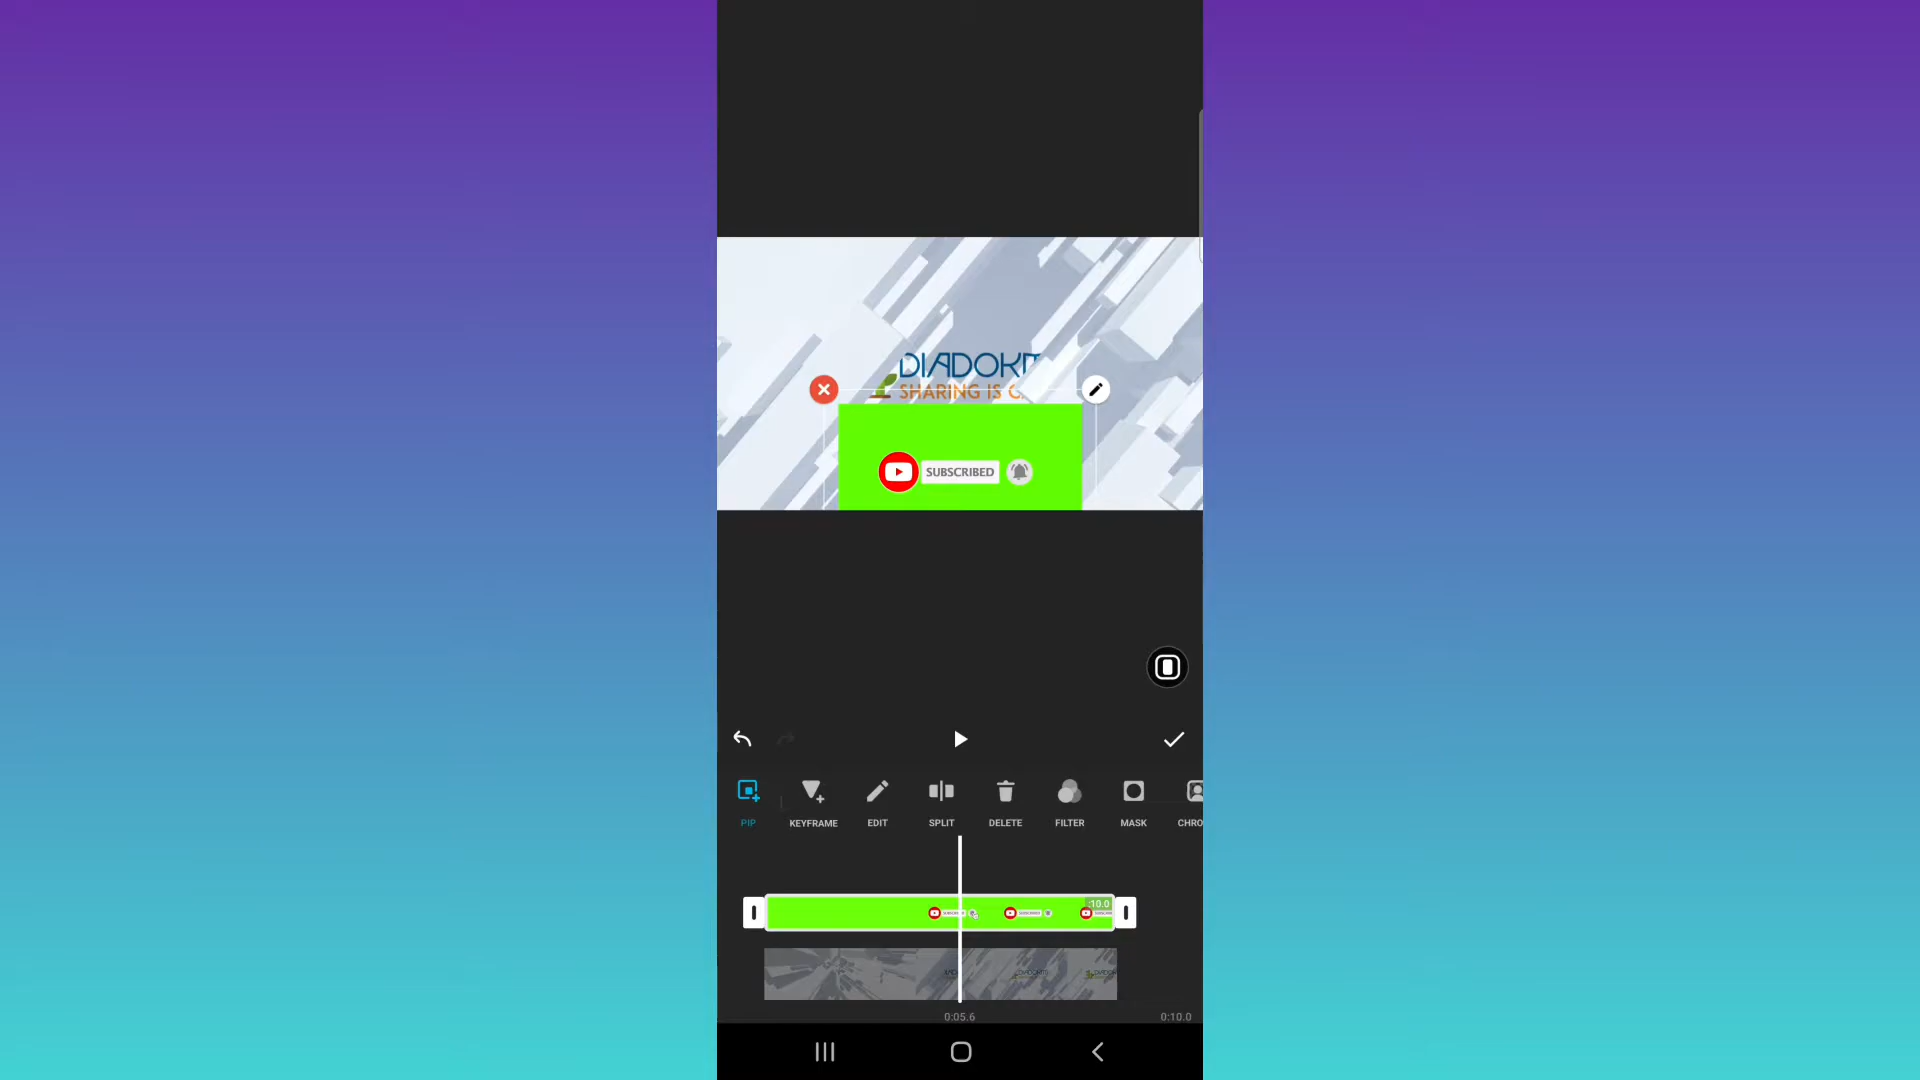 DIADOKIT
SHARING IS C
SUBSCRIBED
PIP
KEYFRAME
EDIT
SPLIT
DELETE
FILTER
MASK
CHRO
:10.0
0:05.6
0:10.0